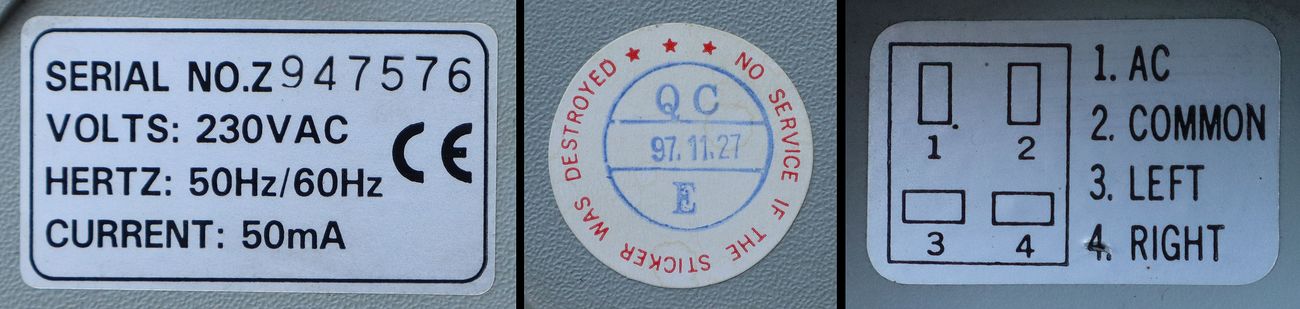 SERIAL NO.Z947576
VOLTS: 230VAC
HERTZ: 50Hz/60Hz
CURRENT: 50mA
CE
★ ★ ★ NO SERVICE IF THE STICKER WAS DESTROYED
QC
97.11.27
E
1 2
3 4
1. AC
2. COMMON
3. LEFT
4. RIGHT